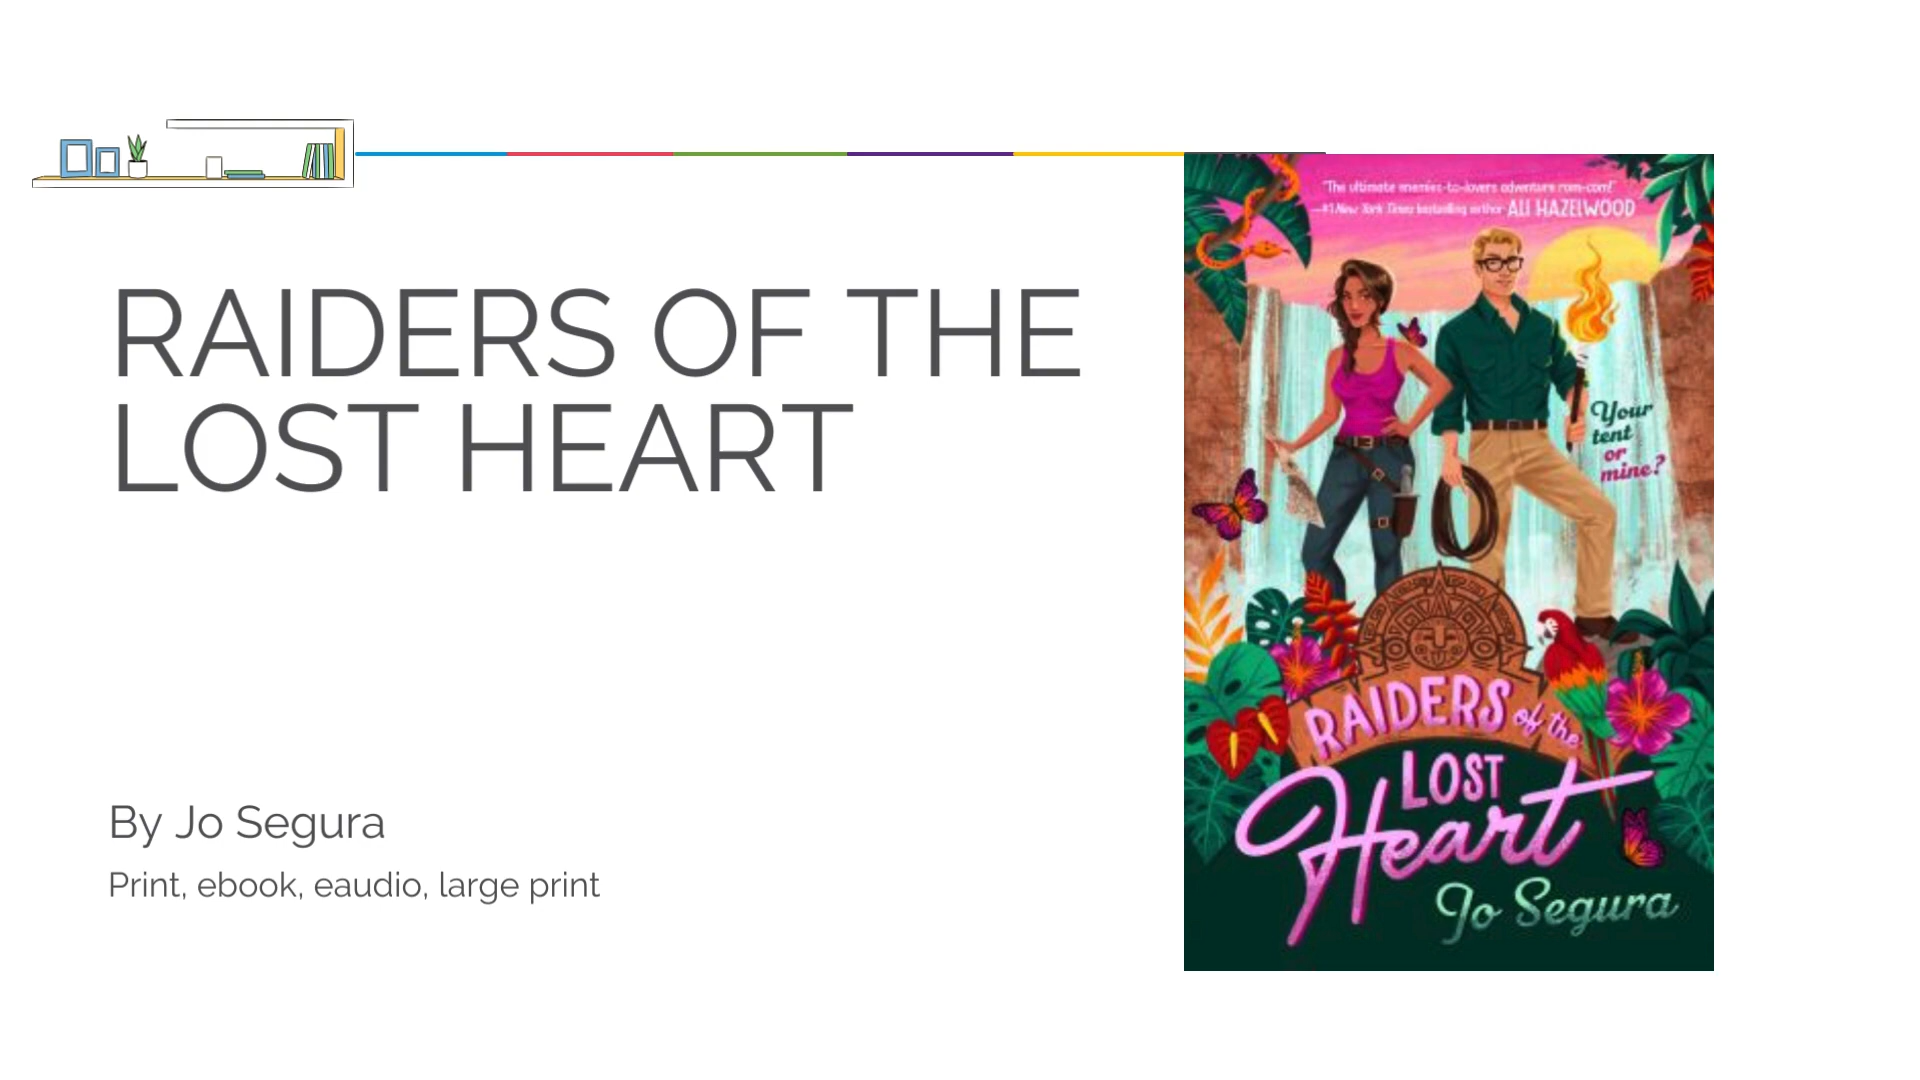 RAIDERS OF THE
LOST HEART
By Jo Segura
Print, ebook, eaudio, large print
"The ultimate enemies-to-lovers adventure rom-com!"
—#1 New York Times bestselling author ALI HAZELWOOD
Your
tent
or
mine?
RAIDERS of the
LOST
Heart
Jo Segura